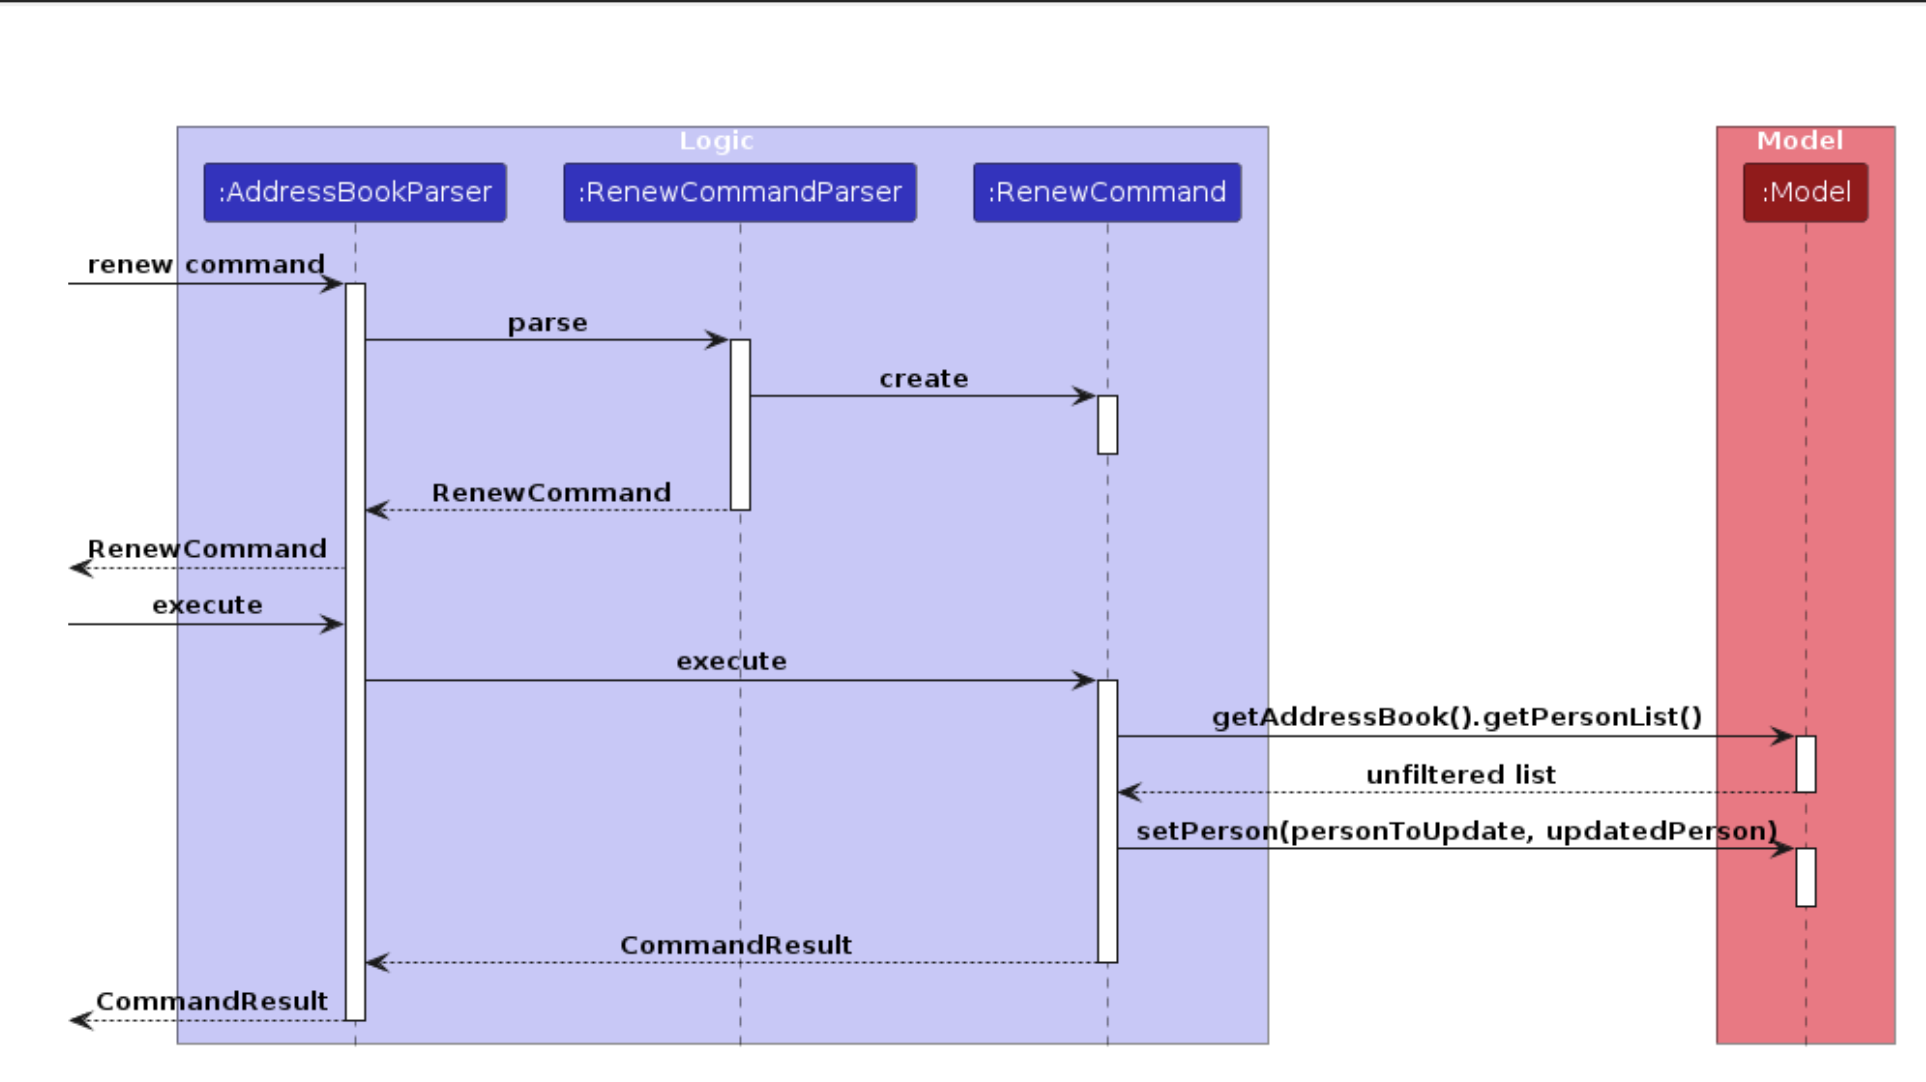 Logic
Model
:AddressBookParser
:RenewCommandParser
:RenewCommand
:Model
renew command
parse
create
RenewCommand
RenewCommand
execute
execute
getAddressBook().getPersonList()
unfiltered list
setPerson(personToUpdate, updatedPerson)
CommandResult
CommandResult